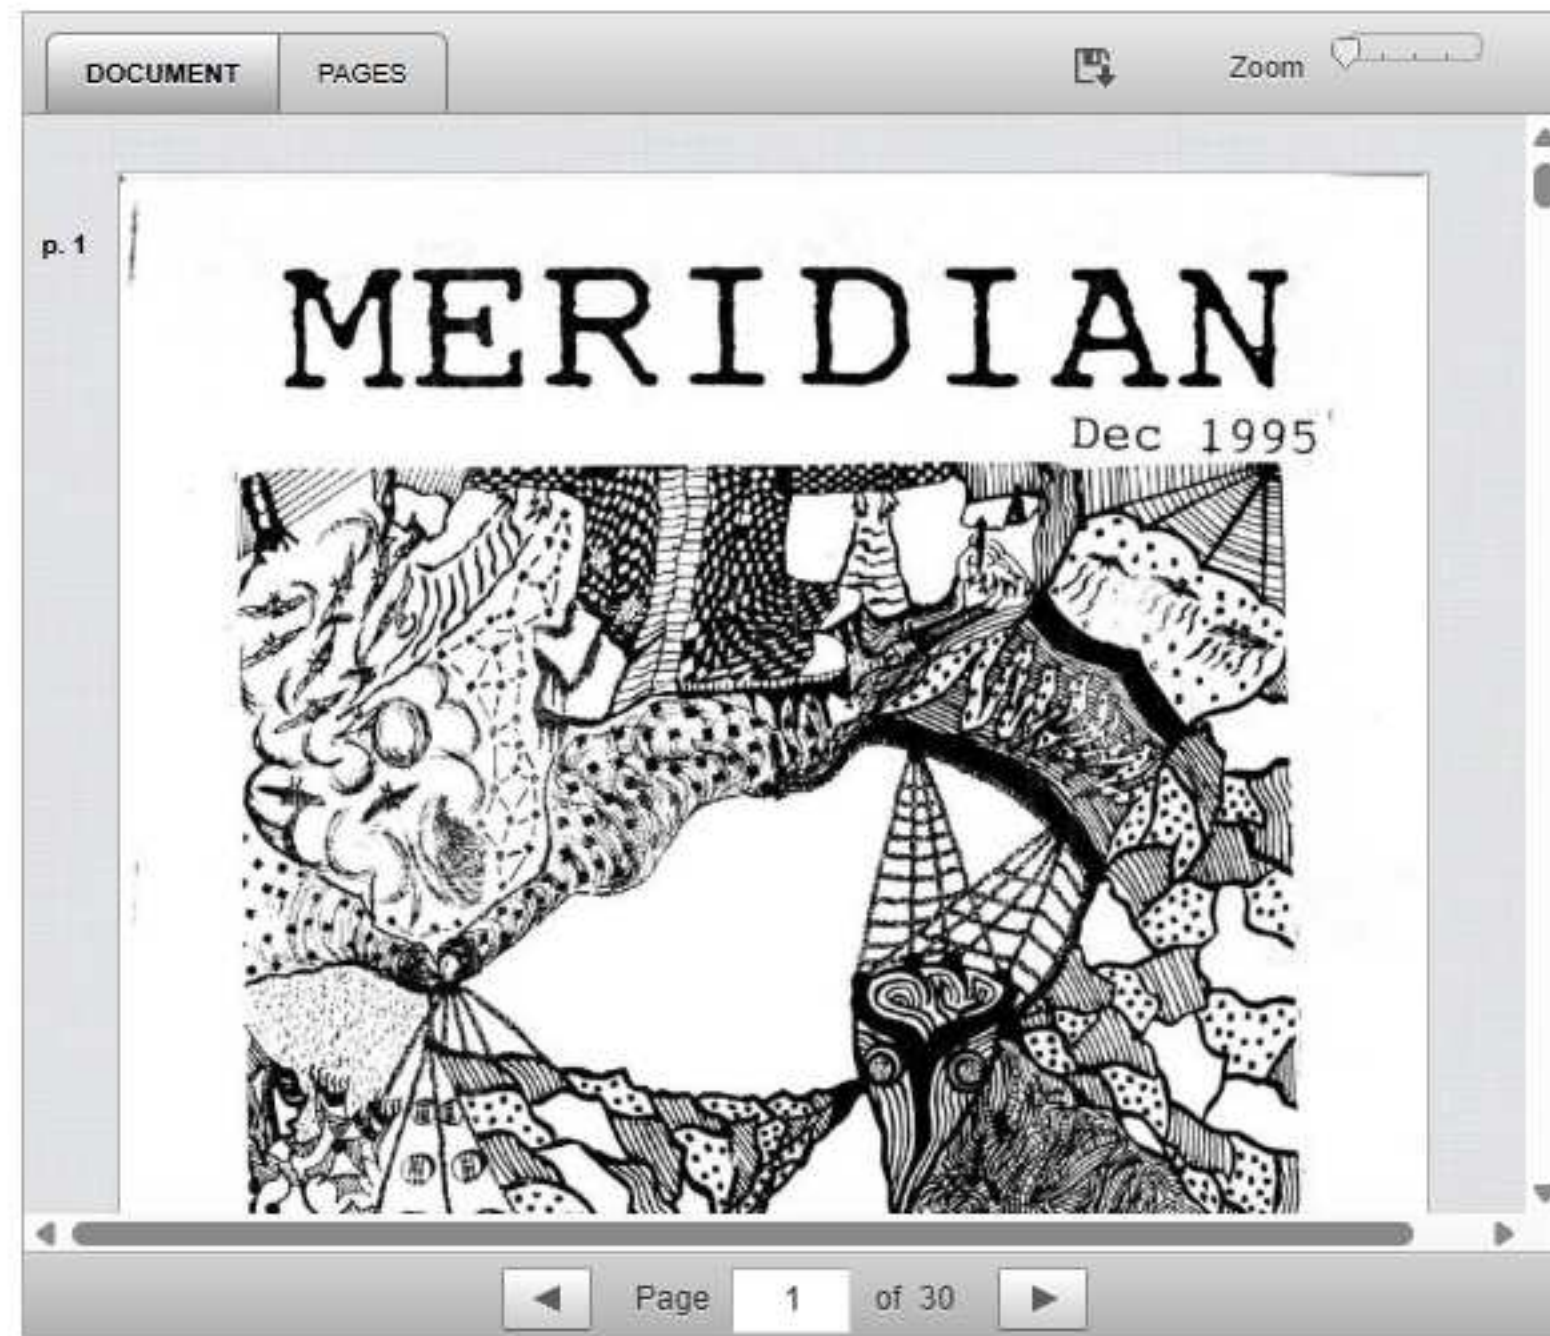 DOCUMENT PAGES Zoom
p. 1
MERIDIAN
Dec 1995
Page 1 of 30